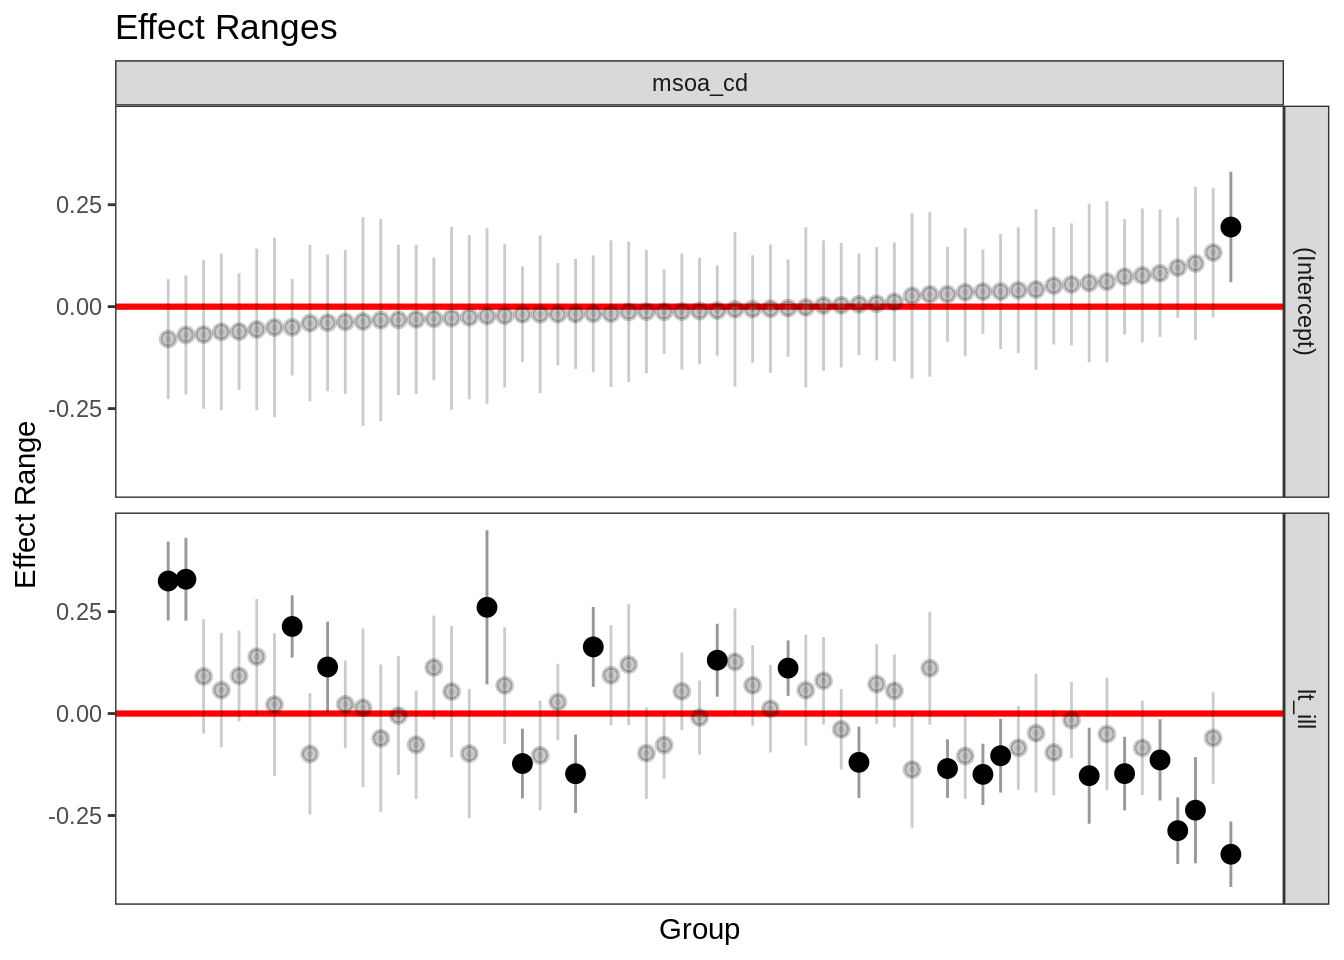 Effect Ranges
msoa_cd
0.25
0.00
-0.25
(Intercept)
Effect Range
0.25
0.00
-0.25
lt_ill
Group